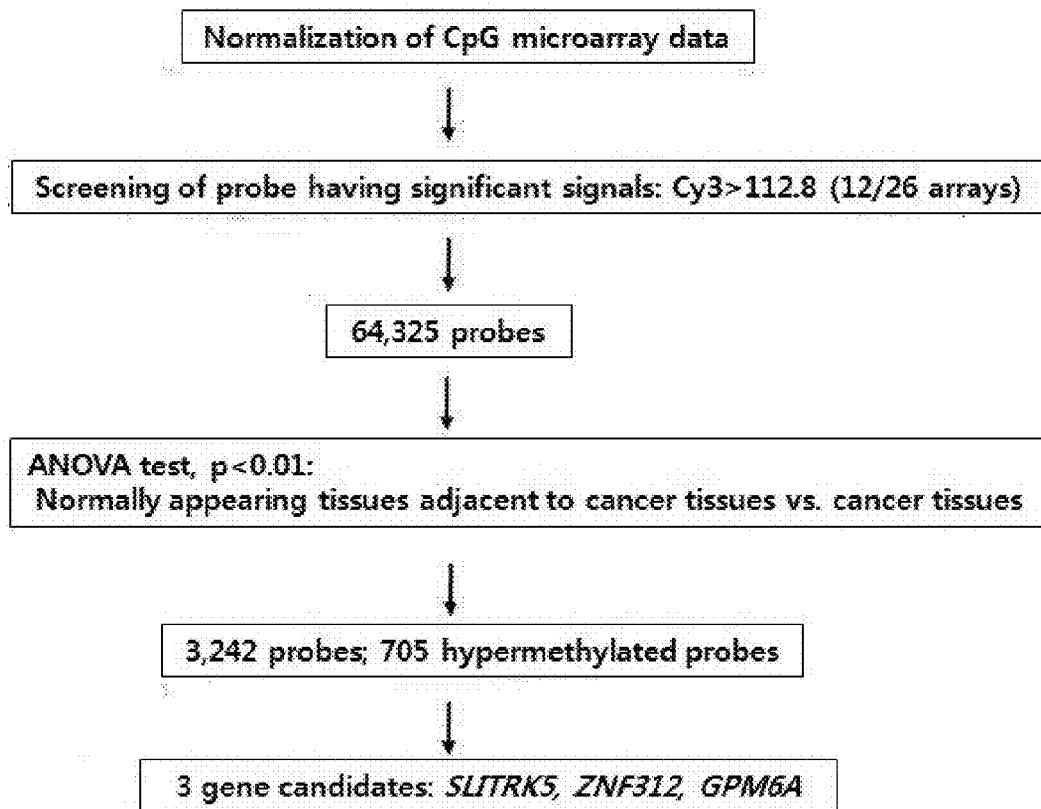 Normalization of CpG microarray data
Screening of probe having significant signals: Cy3>112.8 (12/26 arrays)
64,325 probes
ANOVA test, p<0.01:
Normally appearing tissues adjacent to cancer tissues vs. cancer tissues
3,242 probes; 705 hypermethylated probes
3 gene candidates: SLITRK5, ZNF312, GPM6A